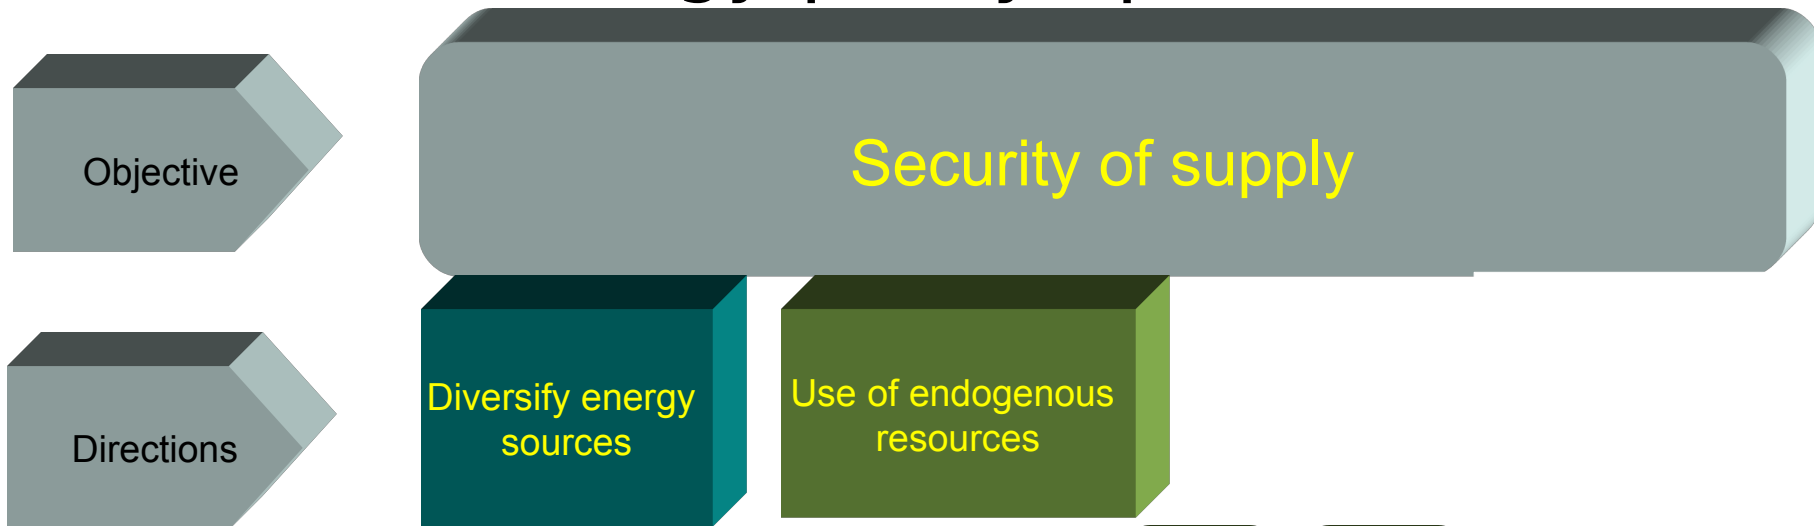 Objective
Security of supply
Directions
Diversify energy
sources
Use of endogenous
resources